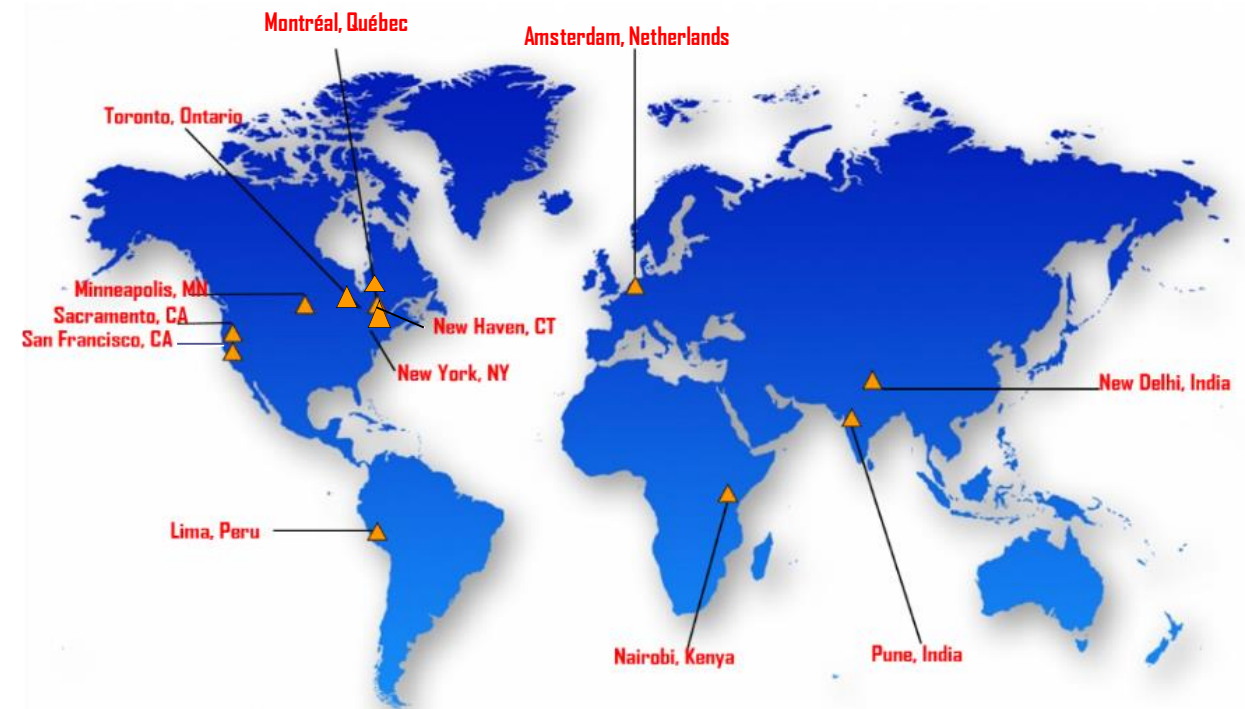 Montréal, Québec
Amsterdam, Netherlands
Toronto, Ontario
Minneapolis, MN
Sacramento, CA
San Francisco, CA
New Haven, CT
New York, NY
New Delhi, India
Lima, Peru
Nairobi, Kenya
Pune, India